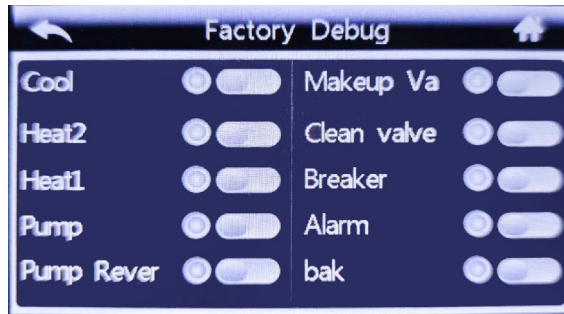 Factory Debug
Cool
Heat2
Heat1
Pump
Pump Rever
Makeup Va
Clean valve
Breaker
Alarm
bak